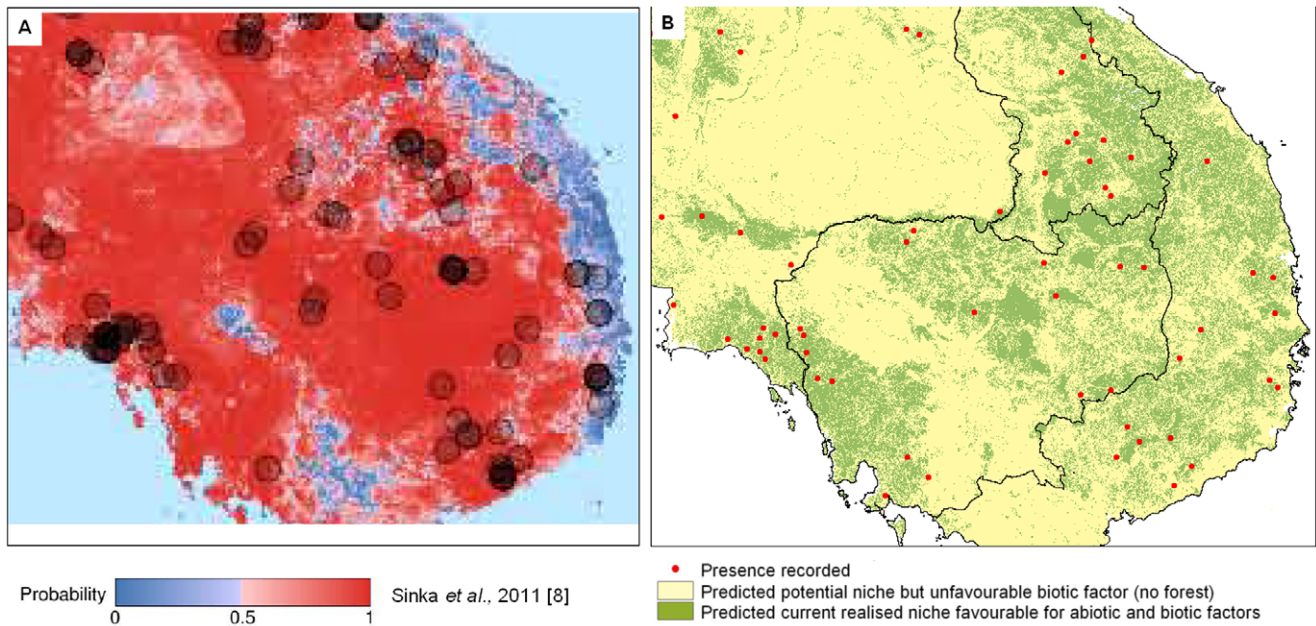 A
B
Probability
0 0.5 1
Sinka et al., 2011 [8]
Presence recorded
Predicted potential niche but unfavourable biotic factor (no forest)
Predicted current realised niche favourable for abiotic and biotic factors